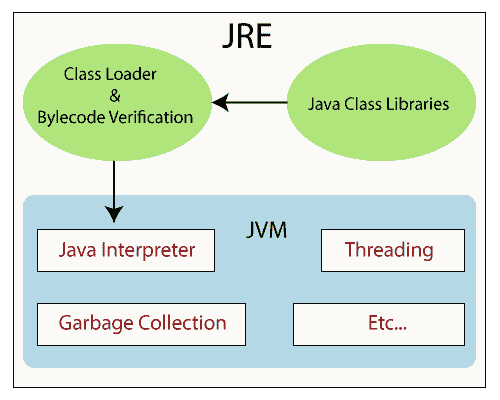 JRE
Class Loader
&
Bylecode Verification
Java Class Libraries
JVM
Java Interpreter
Threading
Garbage Collection
Etc...